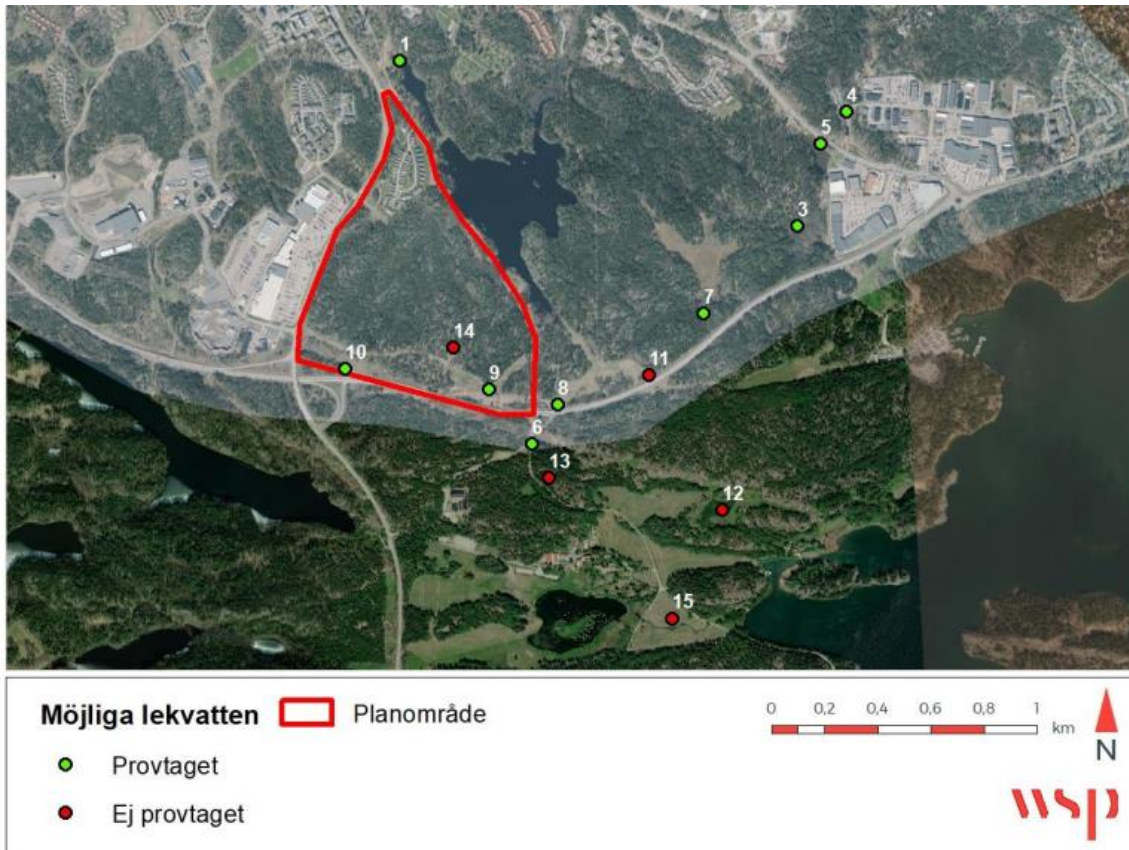 1
4
5
3
7
14
11
10
9
8
6
13
12
15
Möjliga lekvatten
Planområde
Provtaget
Ej provtaget
0 0,2 0,4 0,6 0,8 1
km
N
wsp